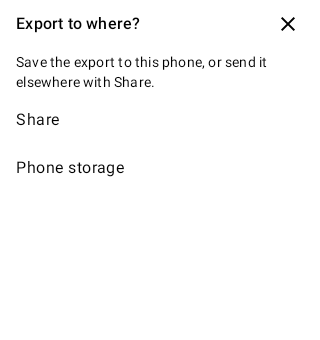 Export to where?
Save the export to this phone, or send it
elsewhere with Share.
Share
Phone storage